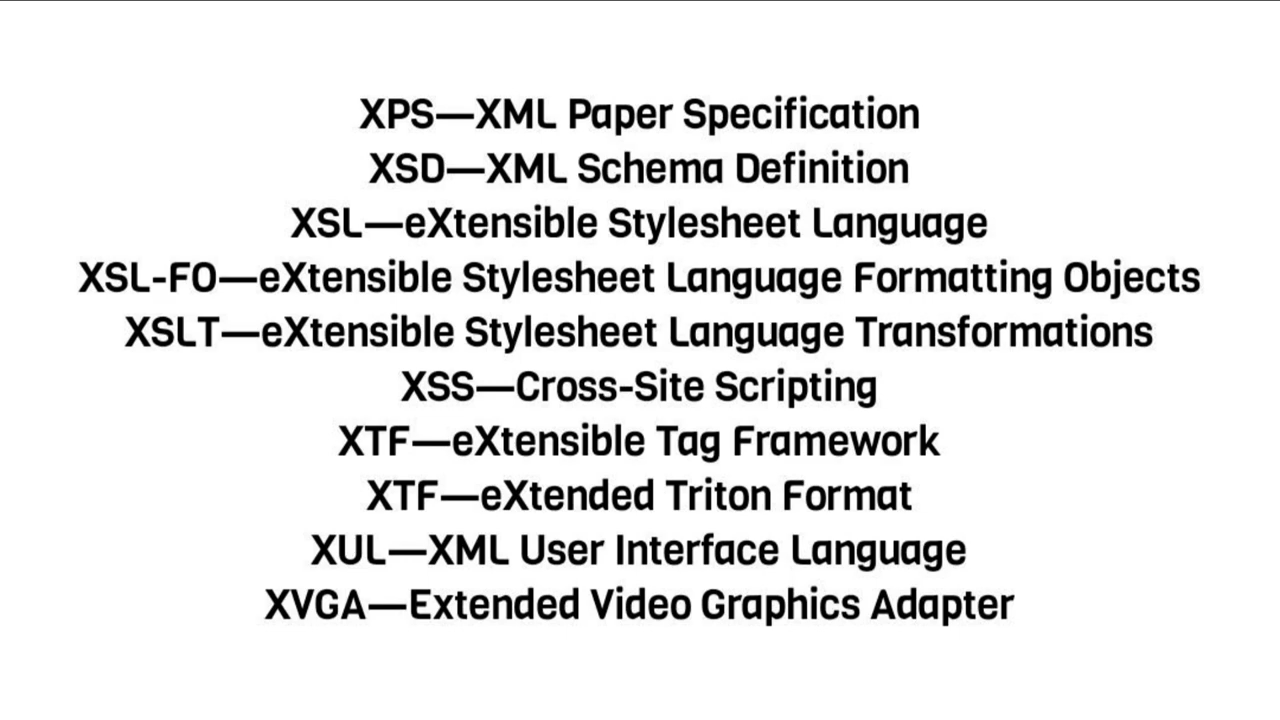 XPS—XML Paper Specification
XSD—XML Schema Definition
XSL—eXtensible Stylesheet Language
XSL-FO—eXtensible Stylesheet Language Formatting Objects
XSLT—eXtensible Stylesheet Language Transformations
XSS—Cross-Site Scripting
XTF—eXtensible Tag Framework
XTF—eXtended Triton Format
XUL—XML User Interface Language
XVGA—Extended Video Graphics Adapter